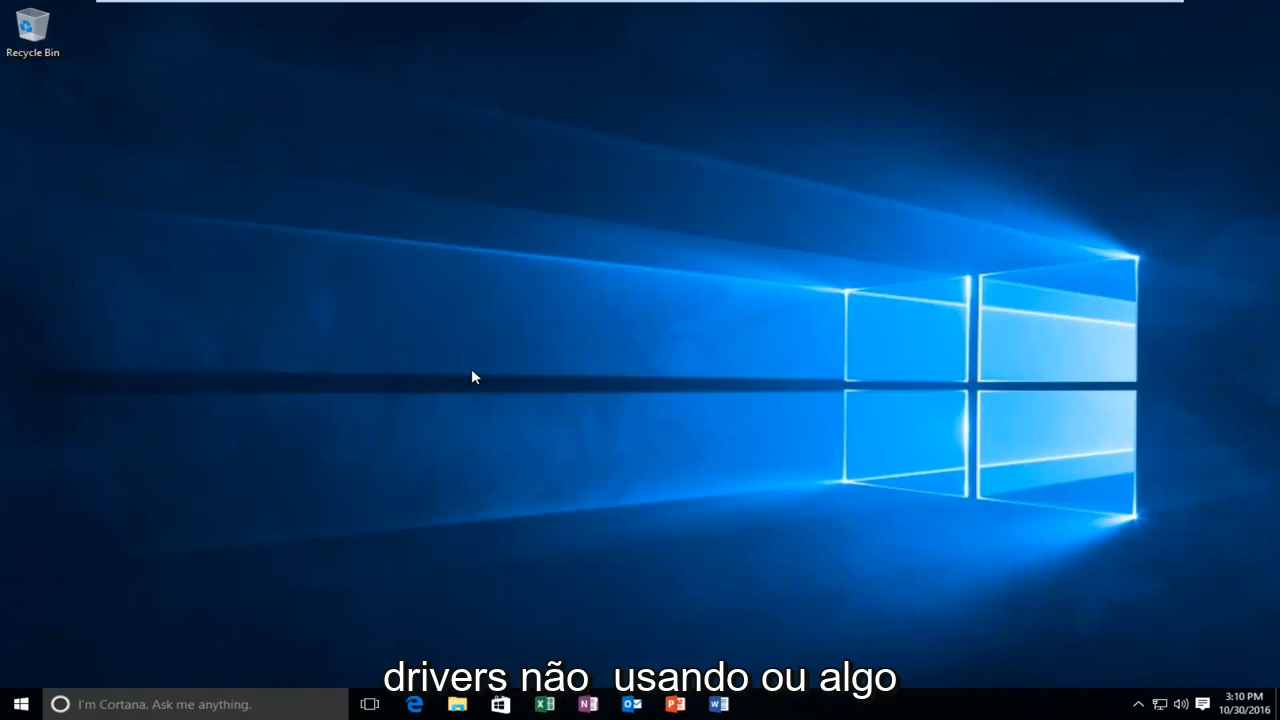 Recycle Bin
drivers não  usando ou algo
I'm Cortana. Ask me anything.
3:10 PM
10/30/2016